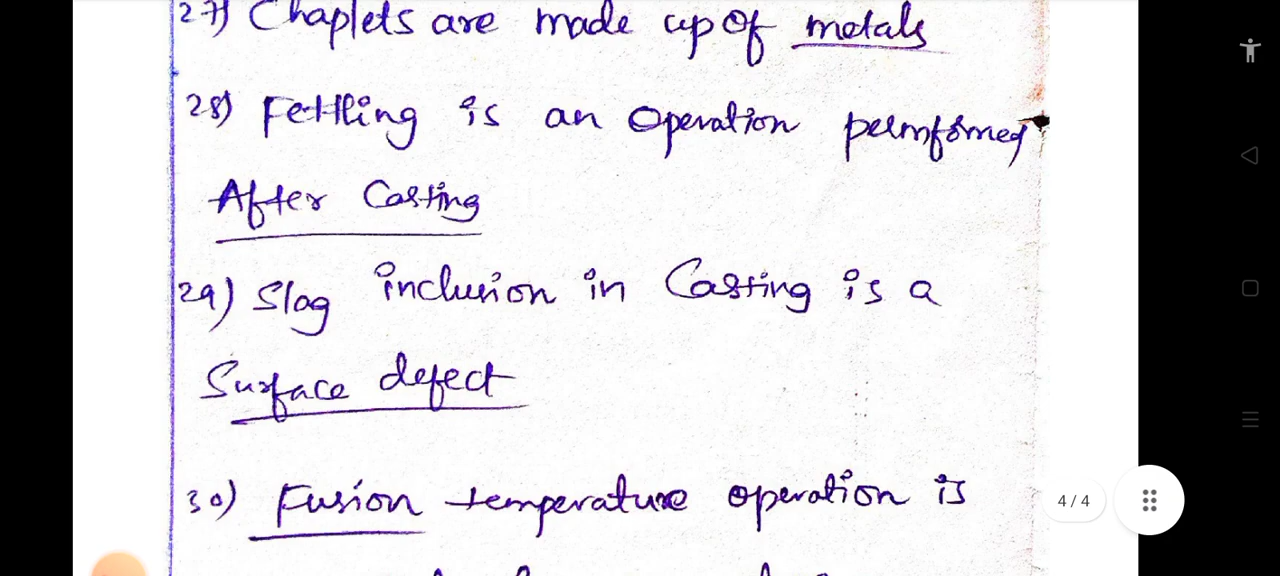 27) Chaplets are made up of metals
28) Fettling is an operation permformed
After Casting
29) Slag inclusion in Casting is a
Surface defect
30) Fusion temperature operation is
4/4